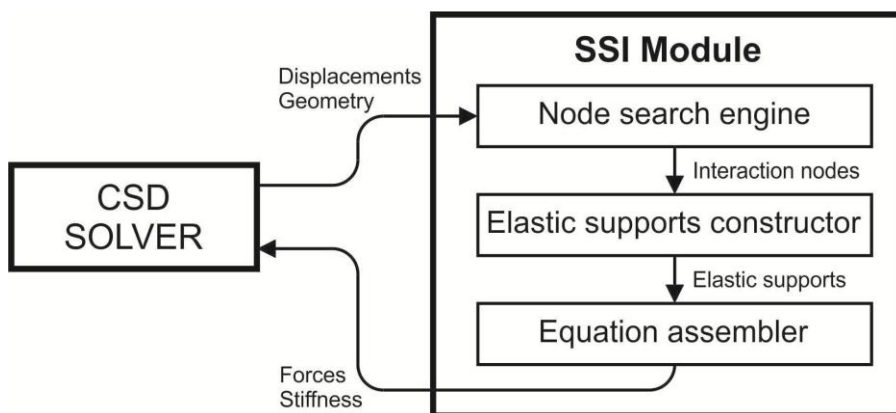 SSI Module
Displacements
Geometry
Node search engine
Interaction nodes
CSD
SOLVER
Elastic supports constructor
Elastic supports
Equation assembler
Forces
Stiffness